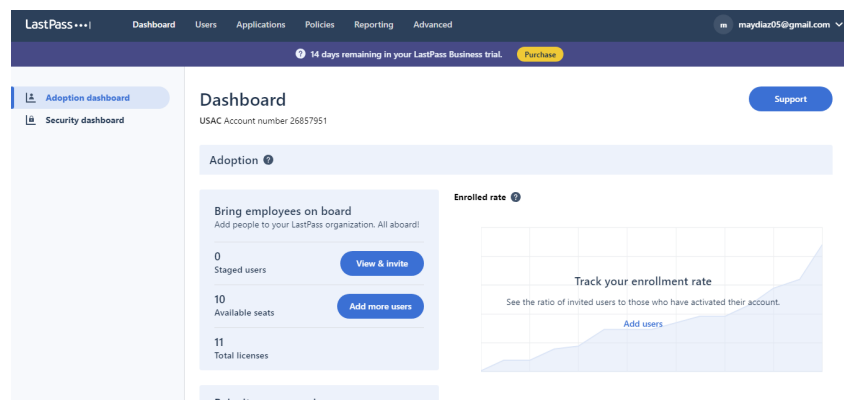 LastPass •••|
Dashboard
Users
Applications
Policies
Reporting
Advanced
m
maydiaz05@gmail.com
? 14 days remaining in your LastPass Business trial.
Purchase
Adoption dashboard
Security dashboard
Dashboard
USAC Account number 26857951
Support
Adoption ?
Bring employees on board
Add people to your LastPass organization. All aboard!
0
Staged users
View & invite
10
Available seats
Add more users
11
Total licenses
Enrolled rate ?
Track your enrollment rate
See the ratio of invited users to those who have activated their account.
Add users